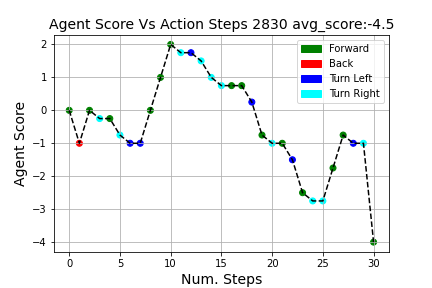 Agent Score Vs Action Steps 2830 avg_score:-4.5
Forward
Back
Turn Left
Turn Right
Agent Score
2
1
0
−1
−2
−3
−4
0 5 10 15 20 25 30
Num. Steps